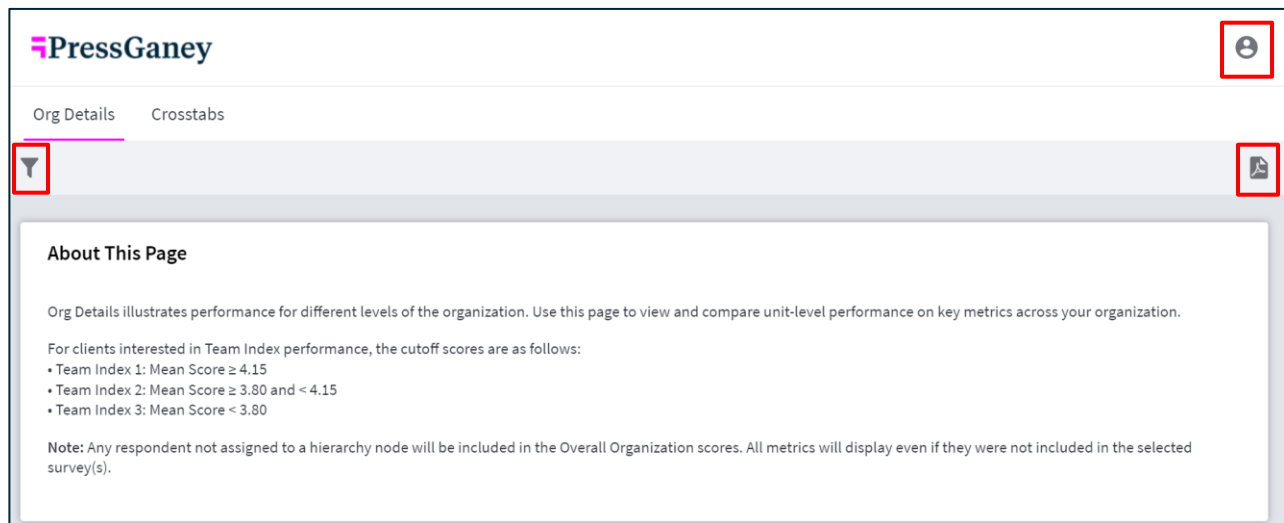 PressGaney
Org Details Crosstabs
About This Page
Org Details illustrates performance for different levels of the organization. Use this page to view and compare unit-level performance on key metrics across your organization.
For clients interested in Team Index performance, the cutoff scores are as follows:
• Team Index 1: Mean Score ≥ 4.15
• Team Index 2: Mean Score ≥ 3.80 and < 4.15
• Team Index 3: Mean Score < 3.80
Note: Any respondent not assigned to a hierarchy node will be included in the Overall Organization scores. All metrics will display even if they were not included in the selected
survey(s).